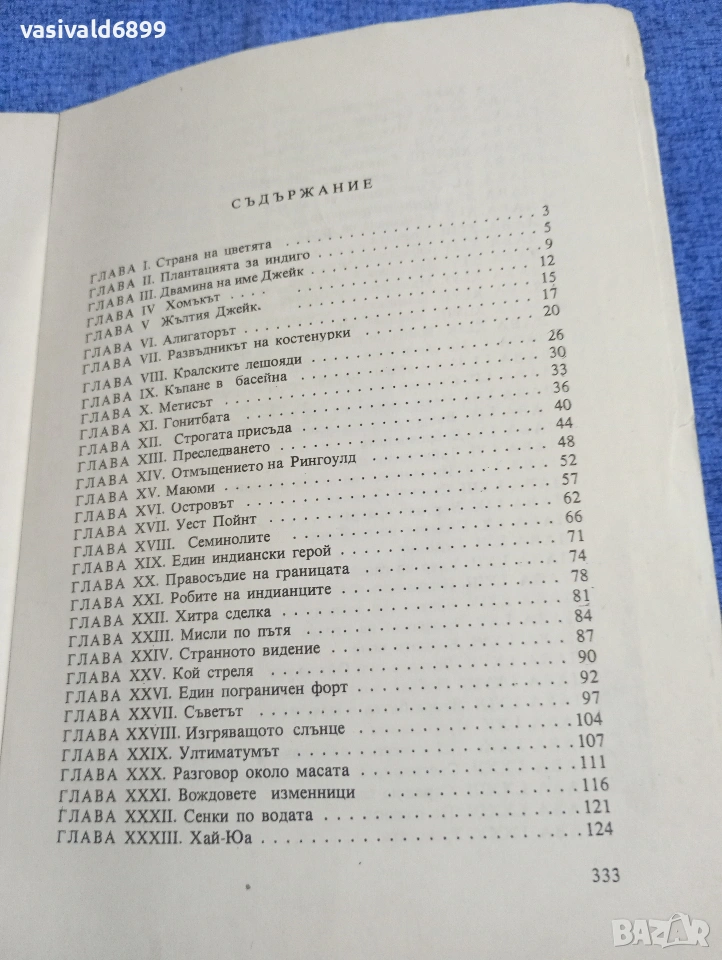 vasivald6899
СЪДЪРЖАНИЕ
ГЛАВА I. Страна на цветята . . . . . . . . . . . . . . . . . . . . 3
ГЛАВА II. Плантацията за индиго . . . . . . . . . . . . . . . . . 5
ГЛАВА III. Двамина на име Джейк . . . . . . . . . . . . . . . . . 9
ГЛАВА IV Хомъкът . . . . . . . . . . . . . . . . . . . . 12
ГЛАВА V Жълтия Джейк. . . . . . . . . . . . . . . . . . . 15
ГЛАВА VI. Алигаторът . . . . . . . . . . . . . . . . . . . . 17
ГЛАВА VII. Развъдникът на костенурки . . . . . . . . . . . . . . 20
ГЛАВА VIII. Кралските лешояди . . . . . . . . . . . . . . . . . 26
ГЛАВА IX. Къпане в басейна . . . . . . . . . . . . . . . . . . 30
ГЛАВА X. Метисът . . . . . . . . . . . . . . . . . . . . . . 33
ГЛАВА XI. Гонитбата . . . . . . . . . . . . . . . . . . . . . 36
ГЛАВА XII. Строгата присъда . . . . . . . . . . . . . . . . . . 40
ГЛАВА XIII. Преследването . . . . . . . . . . . . . . . . . . . 44
ГЛАВА XIV. Отмъщението на Рингоулд . . . . . . . . . . . . . . 48
ГЛАВА XV. Маюми . . . . . . . . . . . . . . . . . . . . . . 52
ГЛАВА XVI. Островът . . . . . . . . . . . . . . . . . . . . . 57
ГЛАВА XVII. Уест Пойнт . . . . . . . . . . . . . . . . . . . . 62
ГЛАВА XVIII. Семинолите . . . . . . . . . . . . . . . . . . . 66
ГЛАВА XIX. Един индиански герой . . . . . . . . . . . . . . . . 71
ГЛАВА XX. Правосъдие на границата . . . . . . . . . . . . . . . 74
ГЛАВА XXI. Робите на индианците . . . . . . . . . . . . . . . . 78
ГЛАВА XXII. Хитра сделка . . . . . . . . . . . . . . . . . . . 81
ГЛАВА XXIII. Мисли по пътя . . . . . . . . . . . . . . . . . . 84
ГЛАВА XXIV. Странното видение . . . . . . . . . . . . . . . . . 87
ГЛАВА XXV. Кой стреля . . . . . . . . . . . . . . . . . . . . 90
ГЛАВА XXVI. Един пограничен форт . . . . . . . . . . . . . . . 92
ГЛАВА XXVII. Съветът . . . . . . . . . . . . . . . . . . . . 97
ГЛАВА XXVIII. Изгряващото слънце . . . . . . . . . . . . . . . 104
ГЛАВА XXIX. Ултиматумът . . . . . . . . . . . . . . . . . . . 107
ГЛАВА XXX. Разговор около масата . . . . . . . . . . . . . . . 111
ГЛАВА XXXI. Вождовете изменници . . . . . . . . . . . . . . . 116
ГЛАВА XXXII. Сенки по водата . . . . . . . . . . . . . . . . . 121
ГЛАВА XXXIII. Хай-Юа . . . . . . . . . . . . . . . . . . . . 124
333
BAZAR